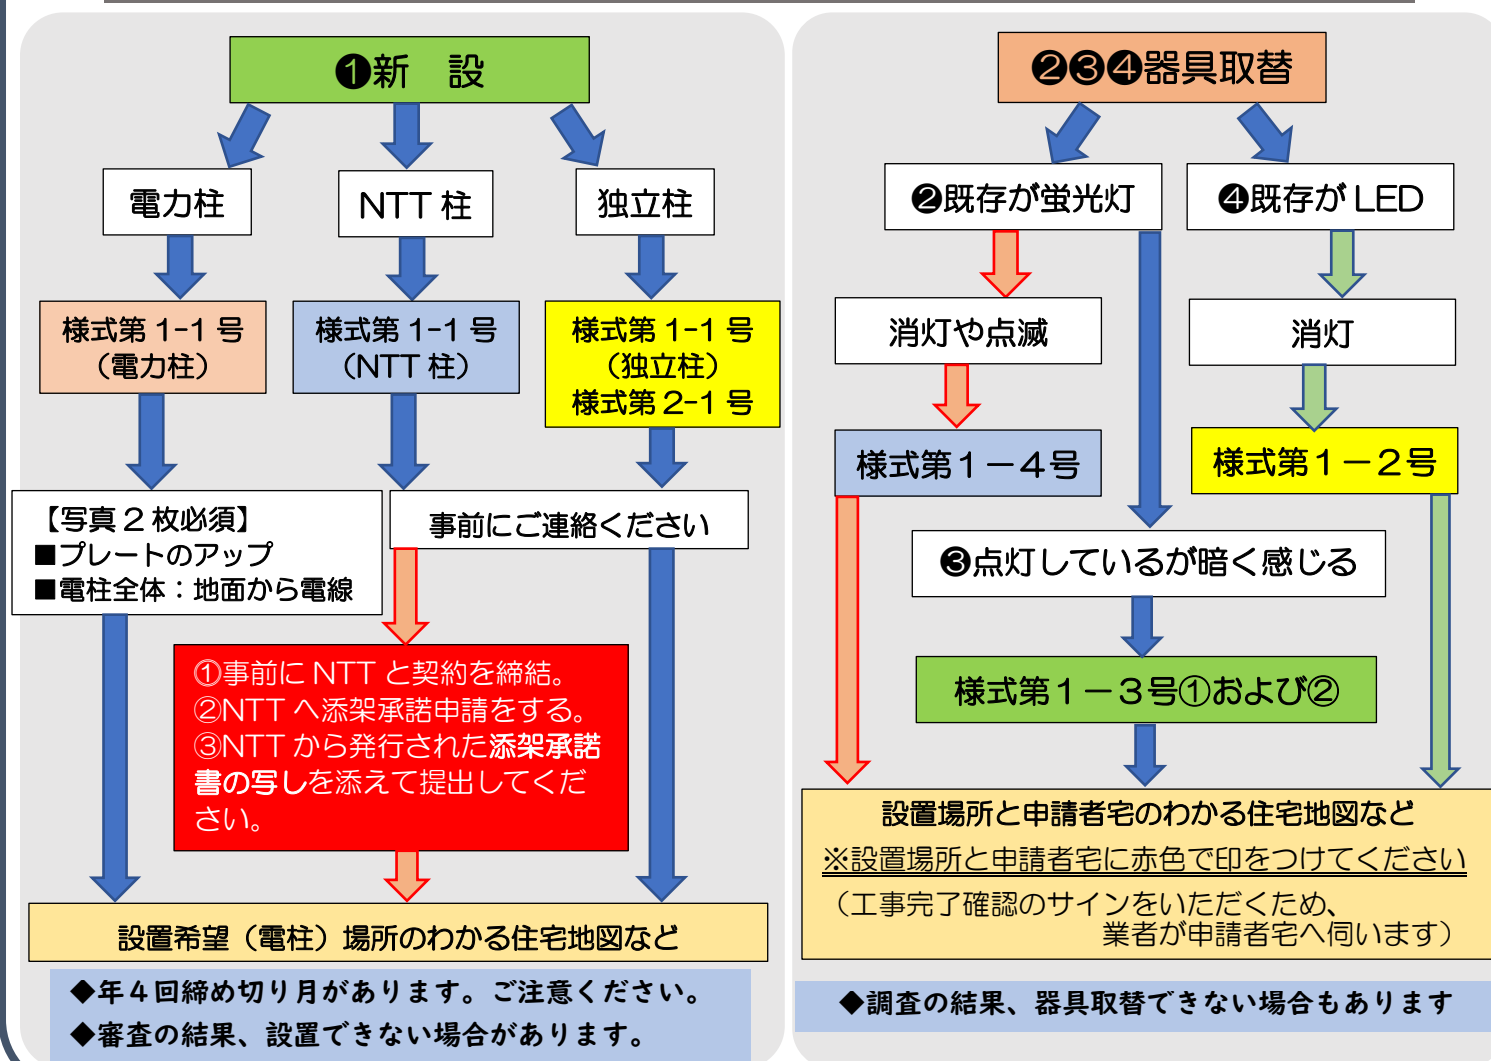 ❶新　設
電力柱
NTT 柱
独立柱
様式第 1-1 号
（電力柱）
様式第 1-1 号
（NTT 柱）
様式第 1-1 号
（独立柱）
様式第 2-1 号
【写真 2 枚必須】
■プレートのアップ
■電柱全体：地面から電線
事前にご連絡ください
①事前に NTT と契約を締結。
②NTT へ添架承諾申請をする。
③NTT から発行された添架承諾
書の写しを添えて提出してくだ
さい。
設置希望（電柱）場所のわかる住宅地図など
◆年４回締め切り月があります。ご注意ください。
◆審査の結果、設置できない場合があります。
❷❸❹器具取替
❷既存が蛍光灯
❹既存が LED
消灯や点滅
消灯
様式第１－４号
様式第１－２号
❸点灯しているが暗く感じる
様式第１－３号①および②
設置場所と申請者宅のわかる住宅地図など
※設置場所と申請者宅に赤色で印をつけてください
（工事完了確認のサインをいただくため、
業者が申請者宅へ伺います）
◆調査の結果、器具取替できない場合もあります